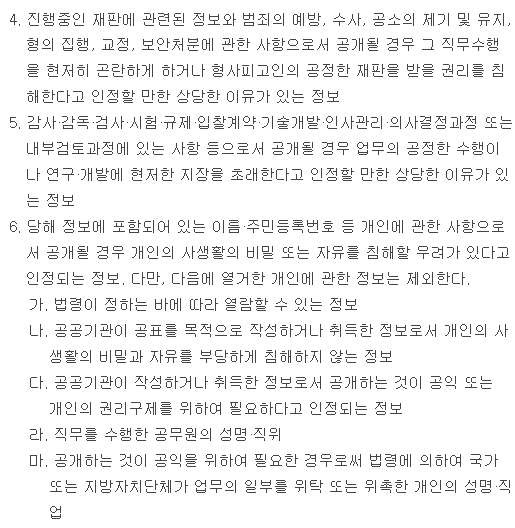 4. 진행중인 재판에 관련된 정보와 범죄의 예방, 수사, 공소의 제기 및 유지,
형의 집행, 교정, 보안처분에 관한 사항으로서 공개될 경우 그 직무수행
을 현저히 곤란하게 하거나 형사피고인의 공정한 재판을 받을 권리를 침
해한다고 인정할 만한 상당한 이유가 있는 정보
5. 감사·감독·검사·시험·규제·입찰계약·기술개발·인사관리·의사결정과정 또는
내부검토과정에 있는 사항 등으로서 공개될 경우 업무의 공정한 수행이
나 연구·개발에 현저한 지장을 초래한다고 인정할 만한 상당한 이유가 있
는 정보
6. 당해 정보에 포함되어 있는 이름·주민등록번호 등 개인에 관한 사항으로
서 공개될 경우 개인의 사생활의 비밀 또는 자유를 침해할 우려가 있다고
인정되는 정보. 다만, 다음에 열거한 개인에 관한 정보는 제외한다.
가. 법령이 정하는 바에 따라 열람할 수 있는 정보
나. 공공기관이 공표를 목적으로 작성하거나 취득한 정보로서 개인의 사
생활의 비밀과 자유를 부당하게 침해하지 않는 정보
다. 공공기관이 작성하거나 취득한 정보로서 공개하는 것이 공익 또는
개인의 권리구제를 위하여 필요하다고 인정되는 정보
라. 직무를 수행한 공무원의 성명·직위
마. 공개하는 것이 공익을 위하여 필요한 경우로써 법령에 의하여 국가
또는 지방자치단체가 업무의 일부를 위탁 또는 위촉한 개인의 성명·직
업